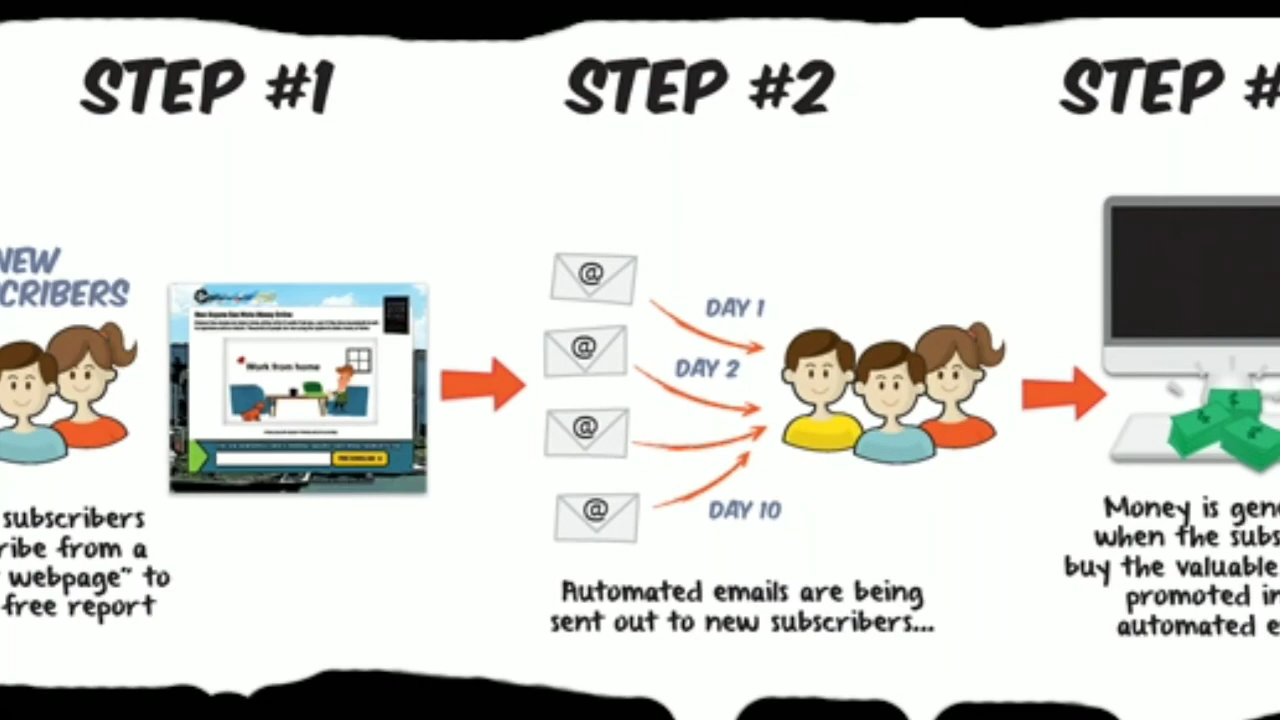 STEP #1
STEP #2
STEP #
NEW
CRIBERS
Work from home
@
@
@
@
DAY 1
DAY 2
DAY 10
subscribers
ribe from a
webpage" to
free report
Automated emails are being
sent out to new subscribers...
Money is gen
when the subs
buy the valuable
promoted in
automated e